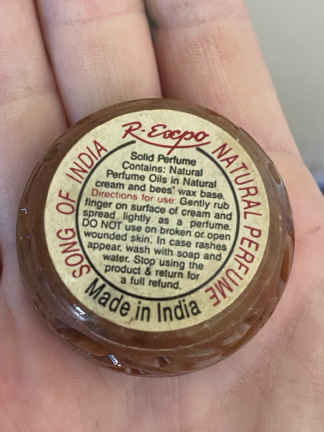 R-Expo
SONG OF INDIA
NATURAL PERFUME
Solid Perfume
Contains: Natural
Perfume Oils in Natural
cream and bees' wax base.
Directions for use: Gently rub
finger on surface of cream and
spread lightly as a perfume.
DO NOT use on broken or open
wounded skin. In case rashes
appear, wash with soap and
water. Stop using the
product & return for
a full refund.
Made in India